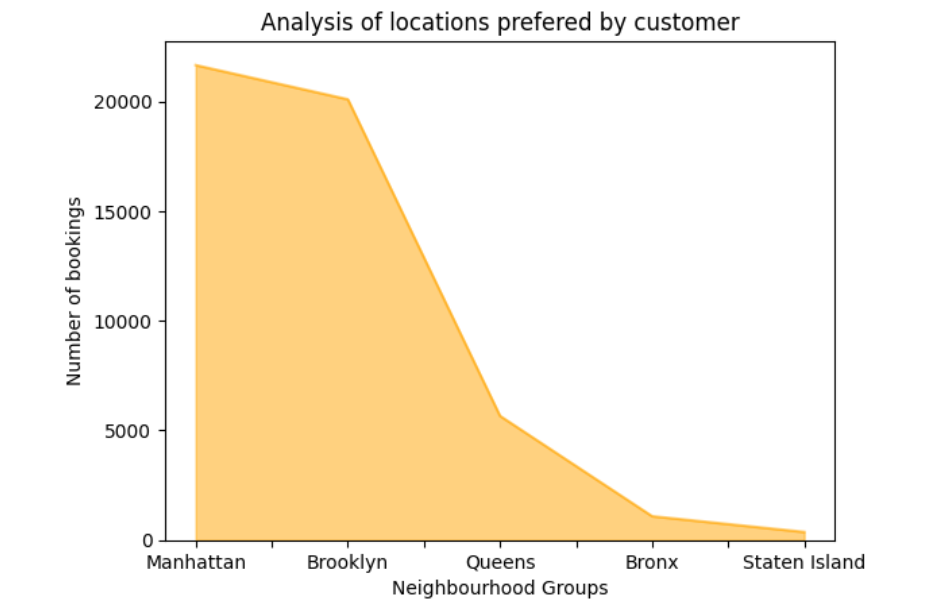 Analysis of locations prefered by customer
Number of bookings
20000
15000
10000
5000
0
Manhattan Brooklyn Queens Bronx Staten Island
Neighbourhood Groups